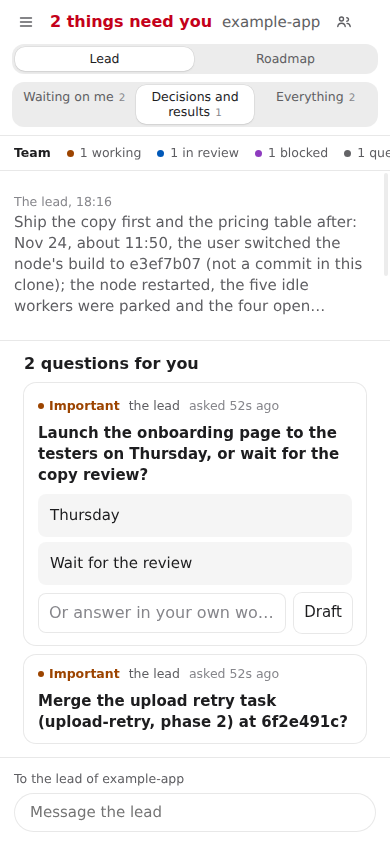 2 things need you example-app
Lead Roadmap
Waiting on me 2 Decisions and results 1 Everything 2
Team 1 working 1 in review 1 blocked 1 que
The lead, 18:16
Ship the copy first and the pricing table after:
Nov 24, about 11:50, the user switched the
node's build to e3ef7b07 (not a commit in this
clone); the node restarted, the five idle
workers were parked and the four open…
2 questions for you
Important the lead asked 52s ago
Launch the onboarding page to the
testers on Thursday, or wait for the
copy review?
Thursday
Wait for the review
Or answer in your own wo… Draft
Important the lead asked 52s ago
Merge the upload retry task
(upload-retry, phase 2) at 6f2e491c?
To the lead of example-app
Message the lead